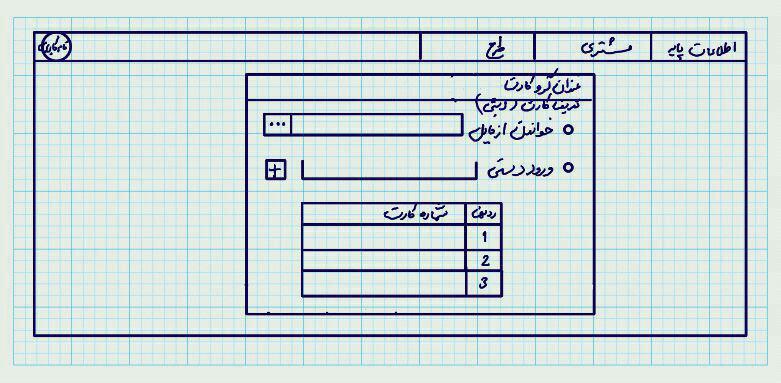 اطلاعات پایه
مشتری
طرح
عنوان گروه کارت
تعریف کارت (دستی)
خواندن از فایل
...
ورود دستی
+
ردیف شماره کارت
1
2
3